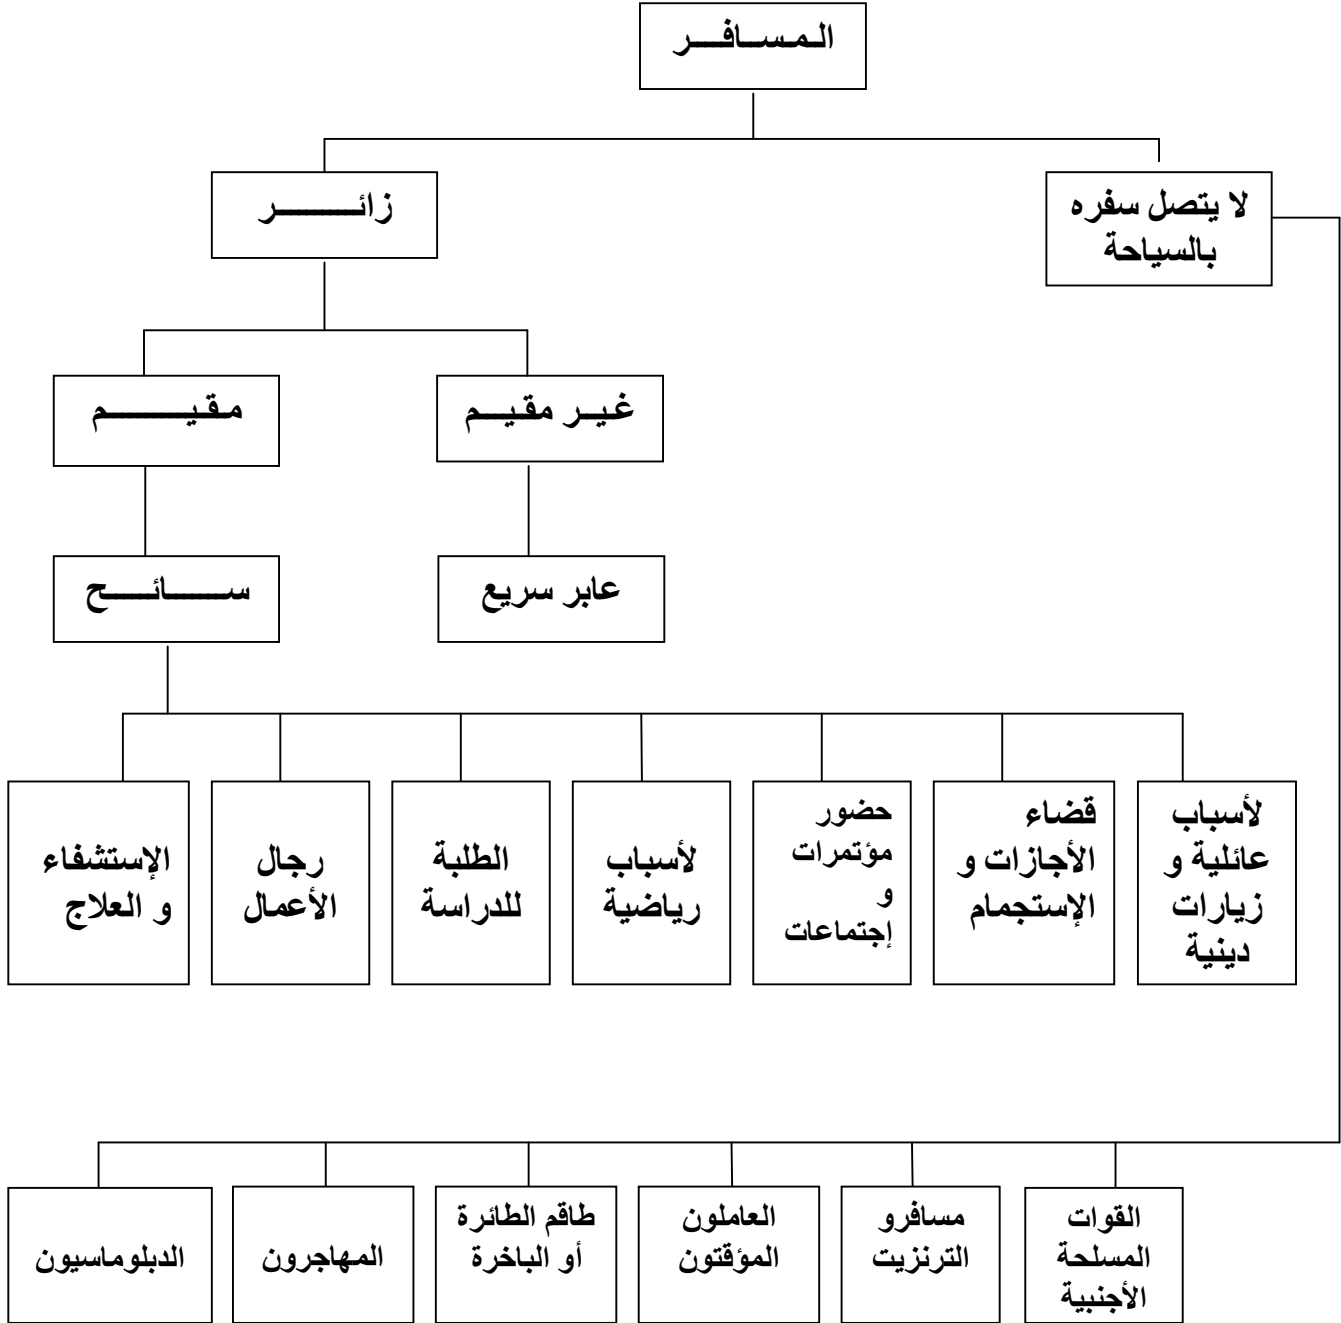 المسافر
لا يتصل سفره
بالسياحة
زائر
غير مقيم
مقيم
عابر سريع
سائح
لأسباب
عائلية و
زيارات
دينية
قضاء
الأجازات و
الإستجمام
حضور
مؤتمرات
و
إجتماعات
لأسباب
رياضية
الطلبة
للدراسة
رجال
الأعمال
الإستشفاء
و العلاج
القوات
المسلحة
الأجنبية
مسافرو
الترنزيت
العاملون
المؤقتون
طاقم الطائرة
أو الباخرة
المهاجرون
الدبلوماسيون